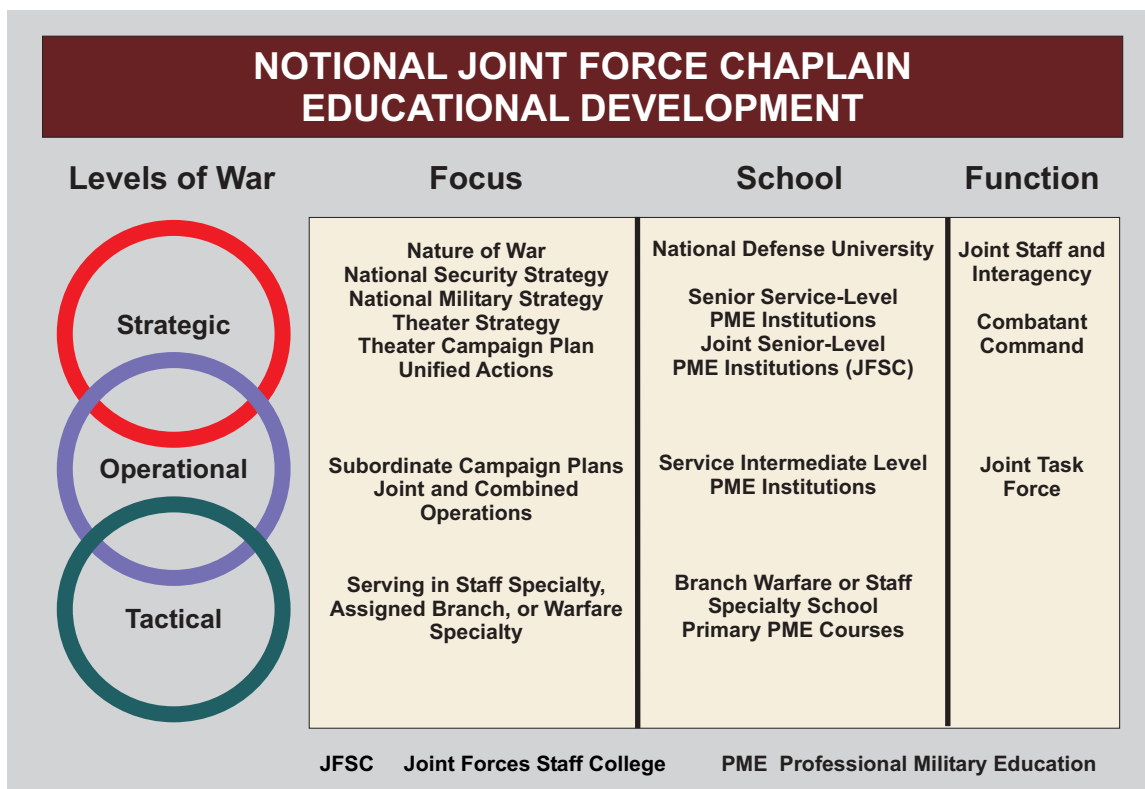 NOTIONAL JOINT FORCE CHAPLAIN
EDUCATIONAL DEVELOPMENT
Levels of War
Focus
School
Function
Strategic
Nature of War
National Security Strategy
National Military Strategy
Theater Strategy
Theater Campaign Plan
Unified Actions
National Defense University
Senior Service-Level
PME Institutions
Joint Senior-Level
PME Institutions (JFSC)
Joint Staff and
Interagency
Combatant
Command
Operational
Subordinate Campaign Plans
Joint and Combined
Operations
Service Intermediate Level
PME Institutions
Joint Task
Force
Tactical
Serving in Staff Specialty,
Assigned Branch, or Warfare
Specialty
Branch Warfare or Staff
Specialty School
Primary PME Courses
JFSC Joint Forces Staff College
PME Professional Military Education